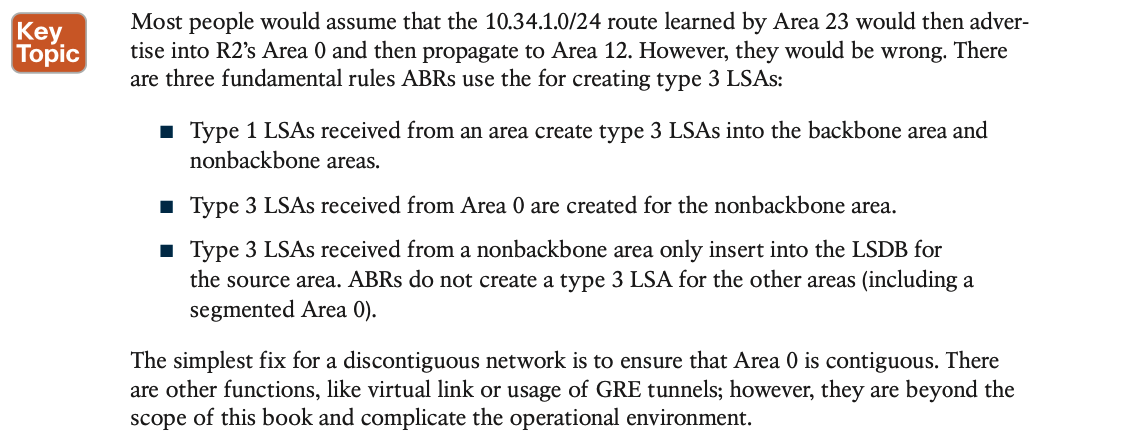 Key
Topic
Most people would assume that the 10.34.1.0/24 route learned by Area 23 would then adver-
tise into R2’s Area 0 and then propagate to Area 12. However, they would be wrong. There
are three fundamental rules ABRs use the for creating type 3 LSAs:
■ Type 1 LSAs received from an area create type 3 LSAs into the backbone area and
nonbackbone areas.
■ Type 3 LSAs received from Area 0 are created for the nonbackbone area.
■ Type 3 LSAs received from a nonbackbone area only insert into the LSDB for
the source area. ABRs do not create a type 3 LSA for the other areas (including a
segmented Area 0).
The simplest fix for a discontiguous network is to ensure that Area 0 is contiguous. There
are other functions, like virtual link or usage of GRE tunnels; however, they are beyond the
scope of this book and complicate the operational environment.